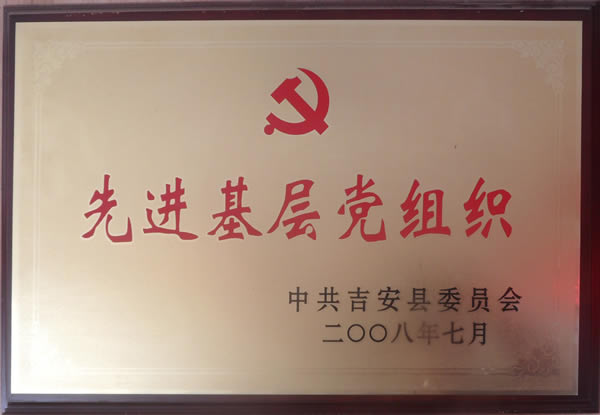 先进基层党组织
中共吉安县委员会
二〇〇八年七月